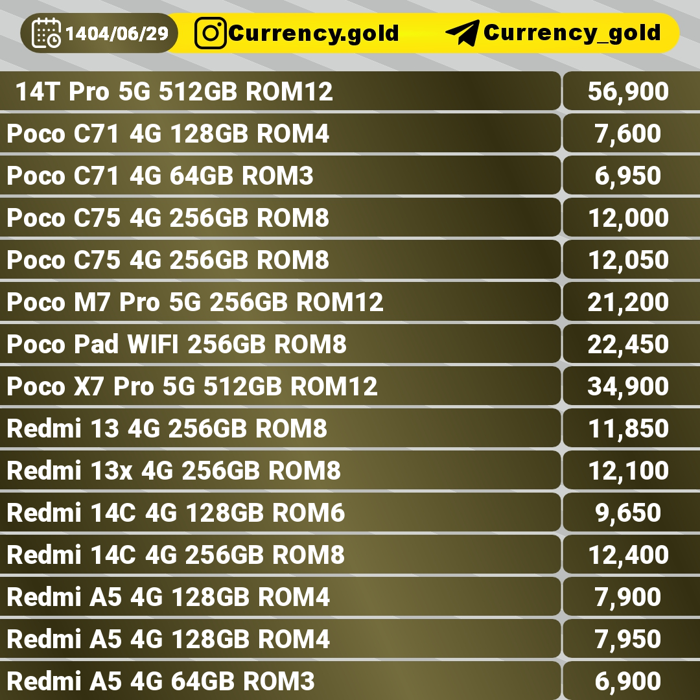 1404/06/29 Currency.gold Currency_gold
14T Pro 5G 512GB ROM12 56,900
Poco C71 4G 128GB ROM4 7,600
Poco C71 4G 64GB ROM3 6,950
Poco C75 4G 256GB ROM8 12,000
Poco C75 4G 256GB ROM8 12,050
Poco M7 Pro 5G 256GB ROM12 21,200
Poco Pad WIFI 256GB ROM8 22,450
Poco X7 Pro 5G 512GB ROM12 34,900
Redmi 13 4G 256GB ROM8 11,850
Redmi 13x 4G 256GB ROM8 12,100
Redmi 14C 4G 128GB ROM6 9,650
Redmi 14C 4G 256GB ROM8 12,400
Redmi A5 4G 128GB ROM4 7,900
Redmi A5 4G 128GB ROM4 7,950
Redmi A5 4G 64GB ROM3 6,900